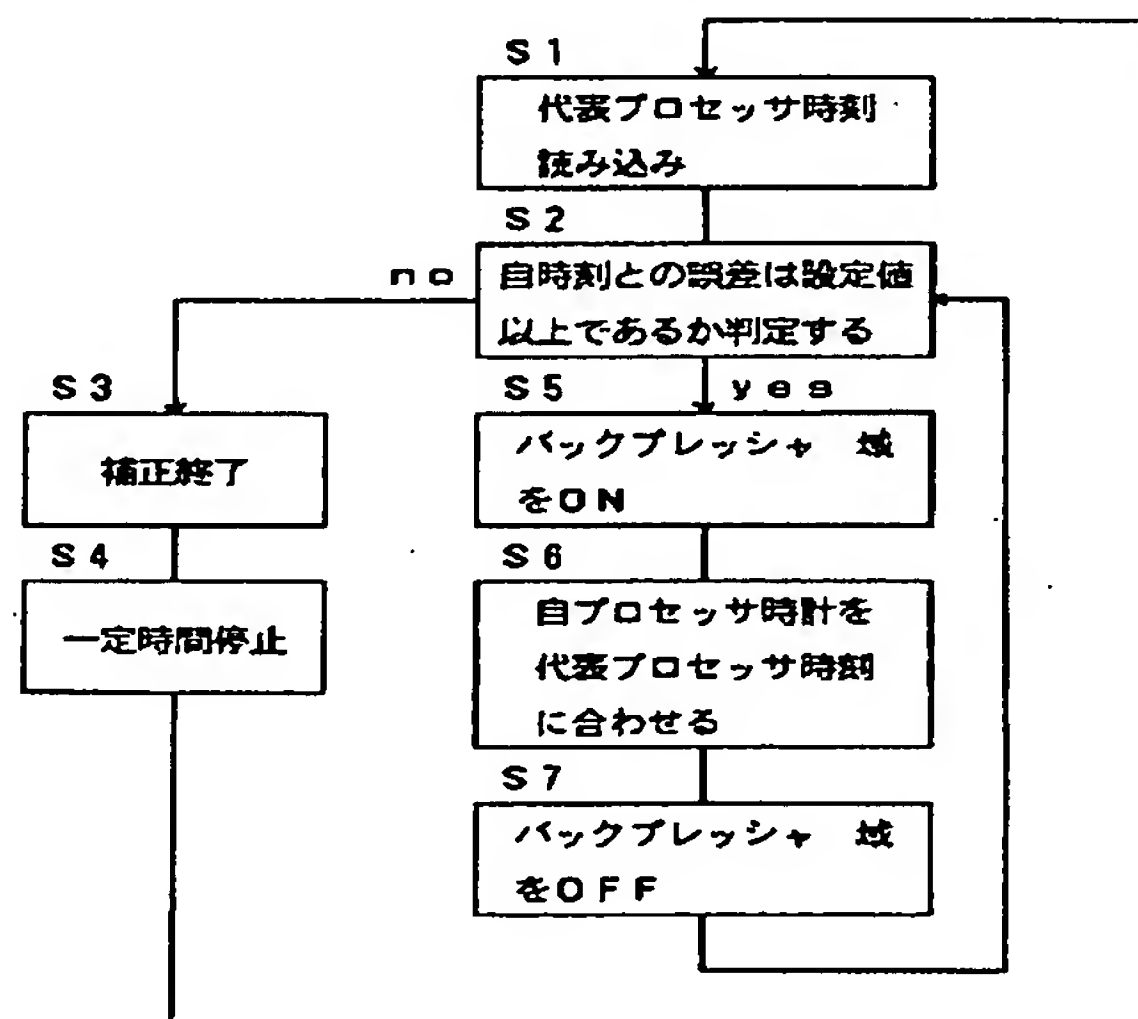 S1
代表プロセッサ時刻
読み込み
S2
no
自時刻との誤差は設定値
以上であるか判定する
S3
S5
yes
補正終了
バックプレッシャ 域
をON
S4
S6
一定時間停止
自プロセッサ時計を
代表プロセッサ時刻
に合わせる
S7
バックプレッシャ 域
をOFF